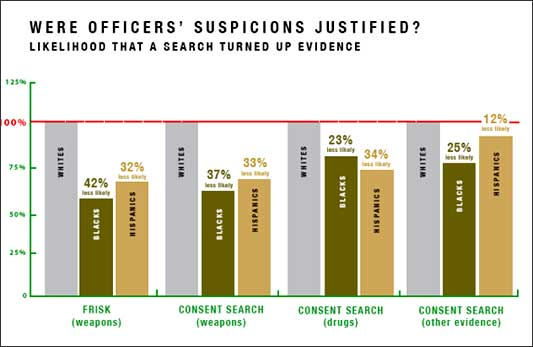 WERE OFFICERS’ SUSPICIONS JUSTIFIED?
LIKELIHOOD THAT A SEARCH TURNED UP EVIDENCE
125%
100%
75%
50%
25%
0
WHITES
42%
less likely
BLACKS
32%
less likely
HISPANICS
WHITES
37%
less likely
BLACKS
33%
less likely
HISPANICS
WHITES
23%
less likely
BLACKS
34%
less likely
HISPANICS
WHITES
25%
less likely
BLACKS
12%
less likely
HISPANICS
FRISK
(weapons)
CONSENT SEARCH
(weapons)
CONSENT SEARCH
(drugs)
CONSENT SEARCH
(other evidence)